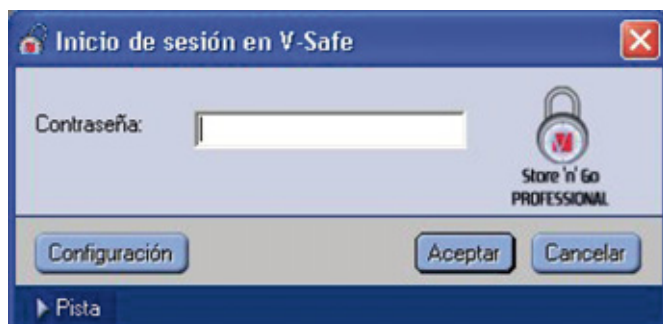 Inicio de sesión en V-Safe
Contraseña:
V
Store 'n' Go
PROFESSIONAL
Configuración
Aceptar
Cancelar
Pista